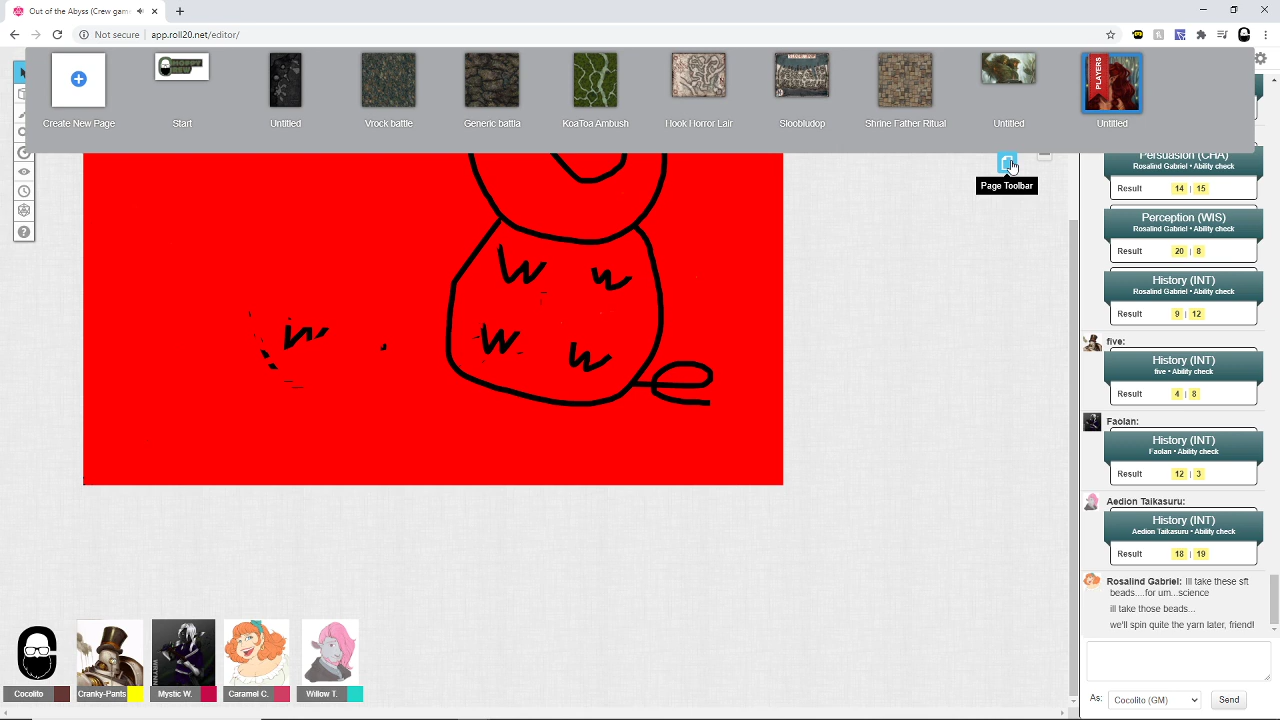 Out of the Abyss (Crew gam
Not secure | app.roll20.net/editor/
Create New Page
Start
Untitled
Vrock battle
Generic battla
KoaToa Ambush
Hook Horror Lair
Sloobludop
Shrine Father Ritual
Untitled
PLAYERS
Untitled
Page Toolbar
W W
W
W
W
Persuasion (CHA)
Rosalind Gabriel • Ability check
Result 14 | 15
Perception (WIS)
Rosalind Gabriel • Ability check
Result 20 | 8
History (INT)
Rosalind Gabriel • Ability check
Result 9 | 12
five:
History (INT)
five • Ability check
Result 4 | 8
Faolan:
History (INT)
Faolan • Ability check
Result 12 | 3
Aedion Taikasuru:
History (INT)
Aedion Taikasuru • Ability check
Result 18 | 19
Rosalind Gabriel: Ill take these sft
beads....for um...science
ill take those beads...
we'll spin quite the yarn later, friend!
As: Cocolito (GM) Send
Cocolito
Cranky-Pants
Mystic W.
Caramel C.
Willow T.